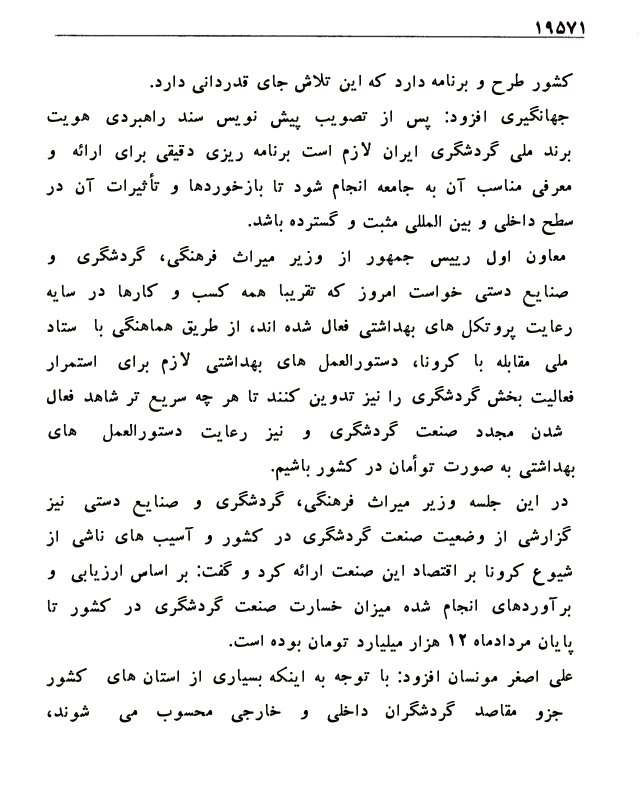 ۱۹۵۷۱
کشور طرح و برنامه دارد که این تلاش جای قدردانی دارد.
جهانگیری افزود: پس از تصویب پیش نویس سند راهبردی هویت
برند ملی گردشگری ایران لازم است برنامه ریزی دقیقی برای ارائه و
معرفی مناسب آن به جامعه انجام شود تا بازخوردها و تأثیرات آن در
سطح داخلی و بین المللی مثبت و گسترده باشد.
معاون اول رییس جمهور از وزیر میراث فرهنگی، گردشگری و
صنایع دستی خواست امروز که تقریبا همه کسب و کارها در سایه
رعایت پروتکل های بهداشتی فعال شده اند، از طریق هماهنگی با ستاد
ملی مقابله با کرونا، دستورالعمل های بهداشتی لازم برای استمرار
فعالیت بخش گردشگری را نیز تدوین کنند تا هر چه سریع تر شاهد فعال
شدن مجدد صنعت گردشگری و نیز رعایت دستورالعمل های
بهداشتی به صورت توأمان در کشور باشیم.
در این جلسه وزیر میراث فرهنگی، گردشگری و صنایع دستی نیز
گزارشی از وضعیت صنعت گردشگری در کشور و آسیب های ناشی از
شیوع کرونا بر اقتصاد این صنعت ارائه کرد و گفت: بر اساس ارزیابی و
برآوردهای انجام شده میزان خسارت صنعت گردشگری در کشور تا
پایان مردادماه ۱۲ هزار میلیارد تومان بوده است.
علی اصغر مونسان افزود: با توجه به اینکه بسیاری از استان های کشور
جزو مقاصد گردشگران داخلی و خارجی محسوب می شوند،